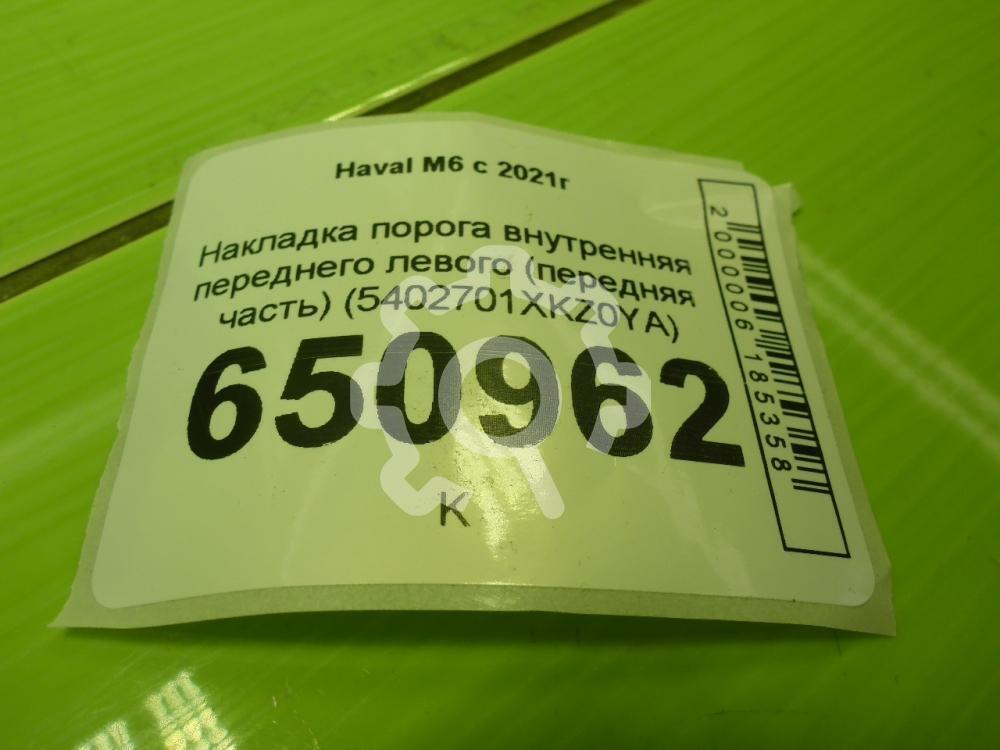 Haval M6 с 2021г
Накладка порога внутренняя
переднего левого (передняя
часть) (5402701XKZ0YA)
650962
К
2000006185358